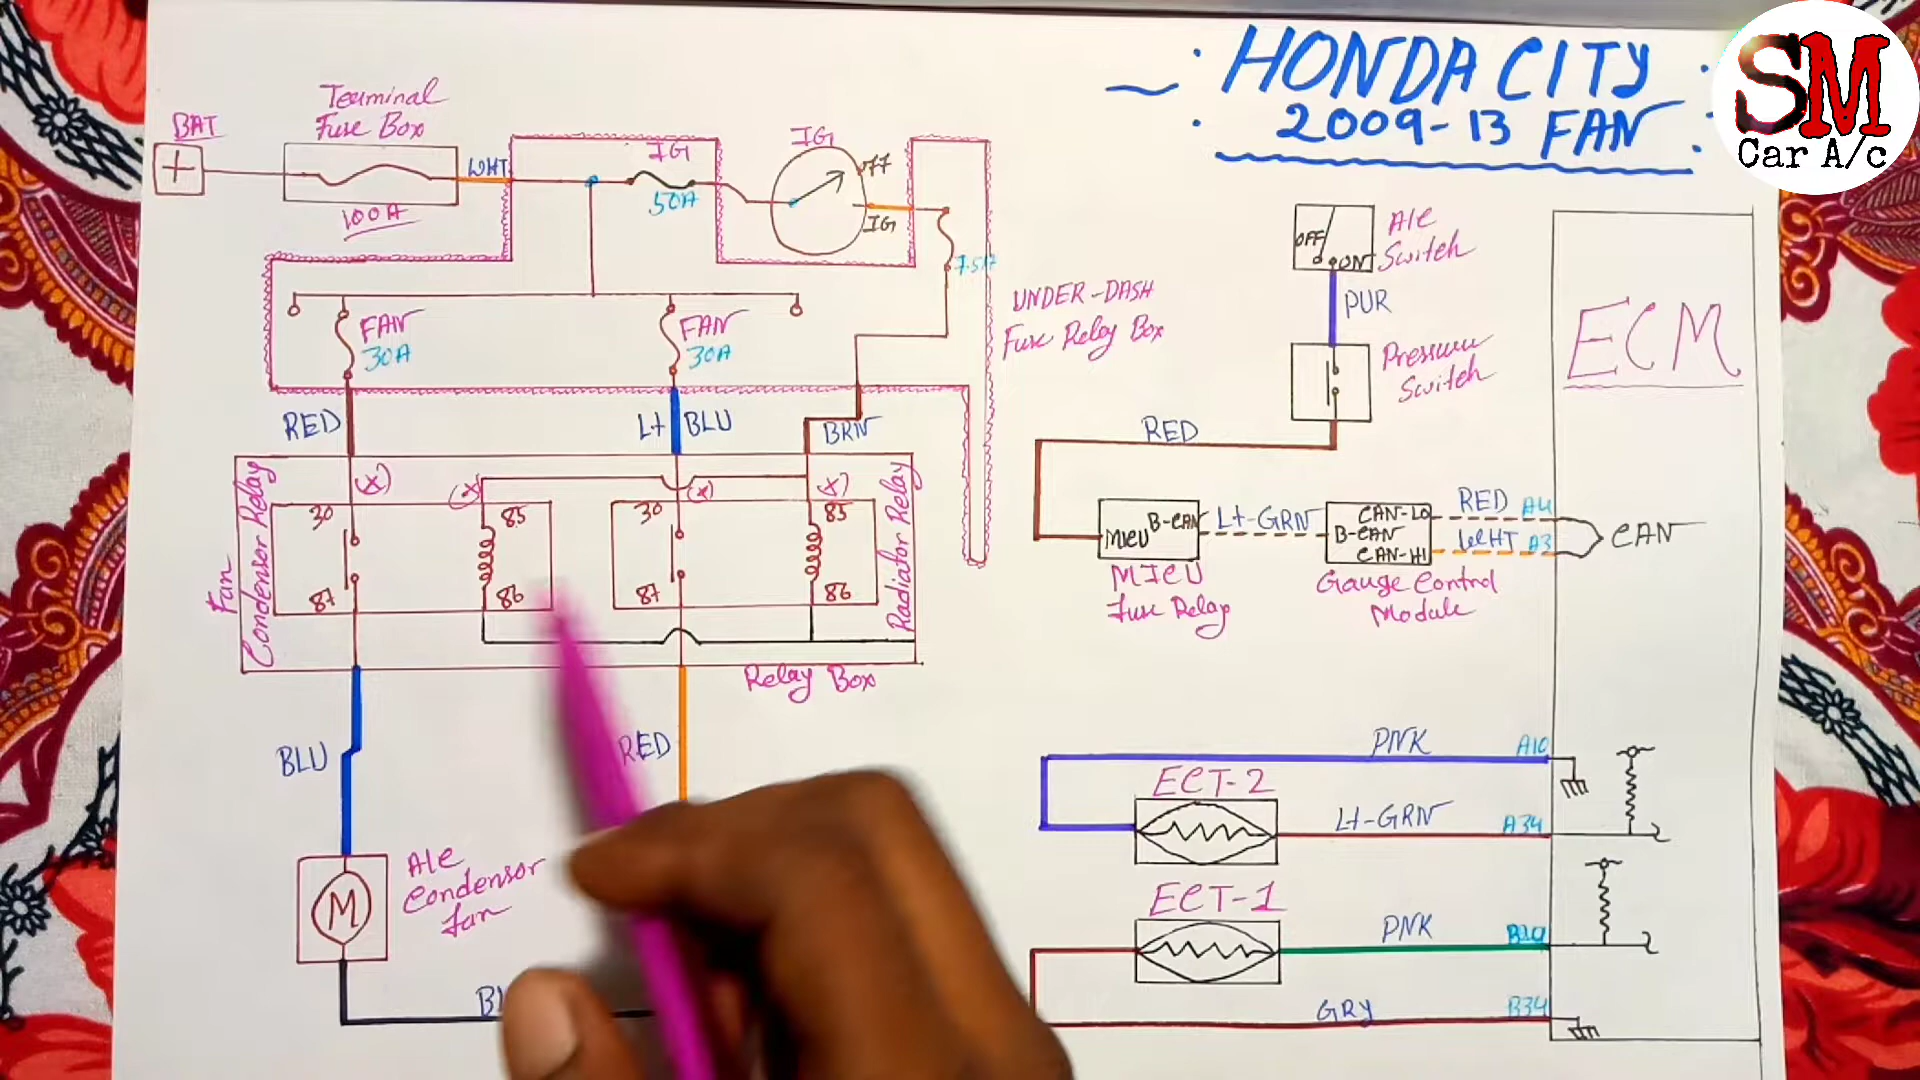 HONDA CITY
2009-13 FAN
SM
Car A/c
BAT
Terminal
Fuse Box
100A
WHT
IG
50A
IG
OFF
IG
7.5A
FAN
30A
FAN
30A
UNDER-DASH
Fuse Relay Box
RED
Lt BLU
BRN
Fan
Condensor Relay
(X)
(X)
(X)
(X)
30
85
87
86
30
85
87
86
Radiator Relay
Relay Box
BLU
RED
A/c
Condensor
fan
M
A/c
Switch
OFF
ON
PUR
Pressure
Switch
RED
MICU
B-CAN
MICU
Fuse Relay
Lt-GRN
CAN-LO
B-CAN
CAN-HI
Gauge Control
Module
RED A4
WHT A3
CAN
ECM
PNK A10
ECT-2
Lt-GRN A34
ECT-1
PNK B10
GRY B34